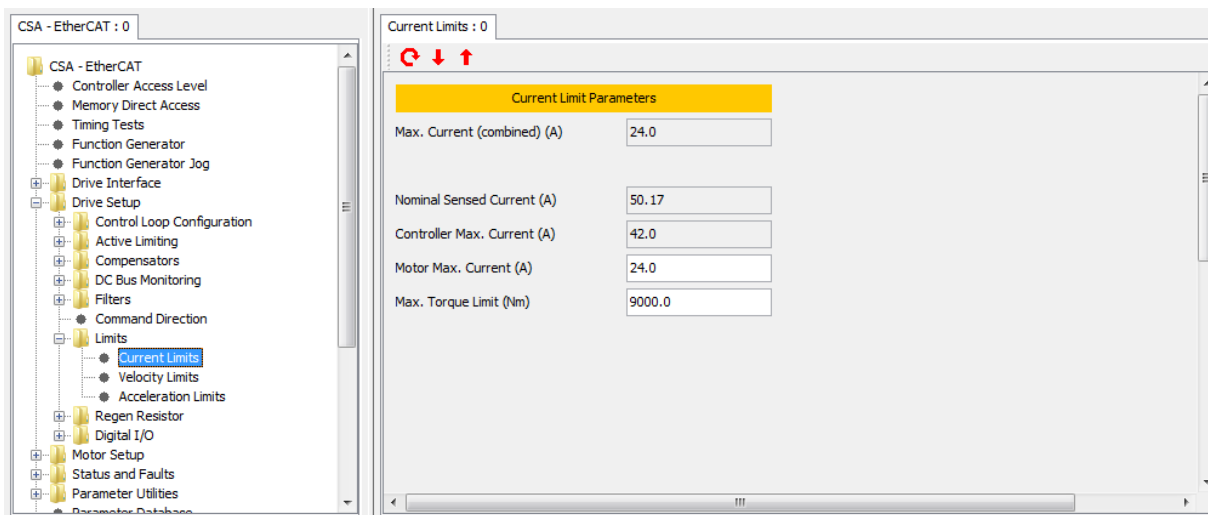 CSA - EtherCAT : 0
CSA - EtherCAT
Controller Access Level
Memory Direct Access
Timing Tests
Function Generator
Function Generator Jog
Drive Interface
Drive Setup
Control Loop Configuration
Active Limiting
Compensators
DC Bus Monitoring
Filters
Command Direction
Limits
Current Limits
Velocity Limits
Acceleration Limits
Regen Resistor
Digital I/O
Motor Setup
Status and Faults
Parameter Utilities
Parameter Database
Current Limits : 0
Current Limit Parameters
Max. Current (combined) (A) 24.0
Nominal Sensed Current (A) 50.17
Controller Max. Current (A) 42.0
Motor Max. Current (A) 24.0
Max. Torque Limit (Nm) 9000.0